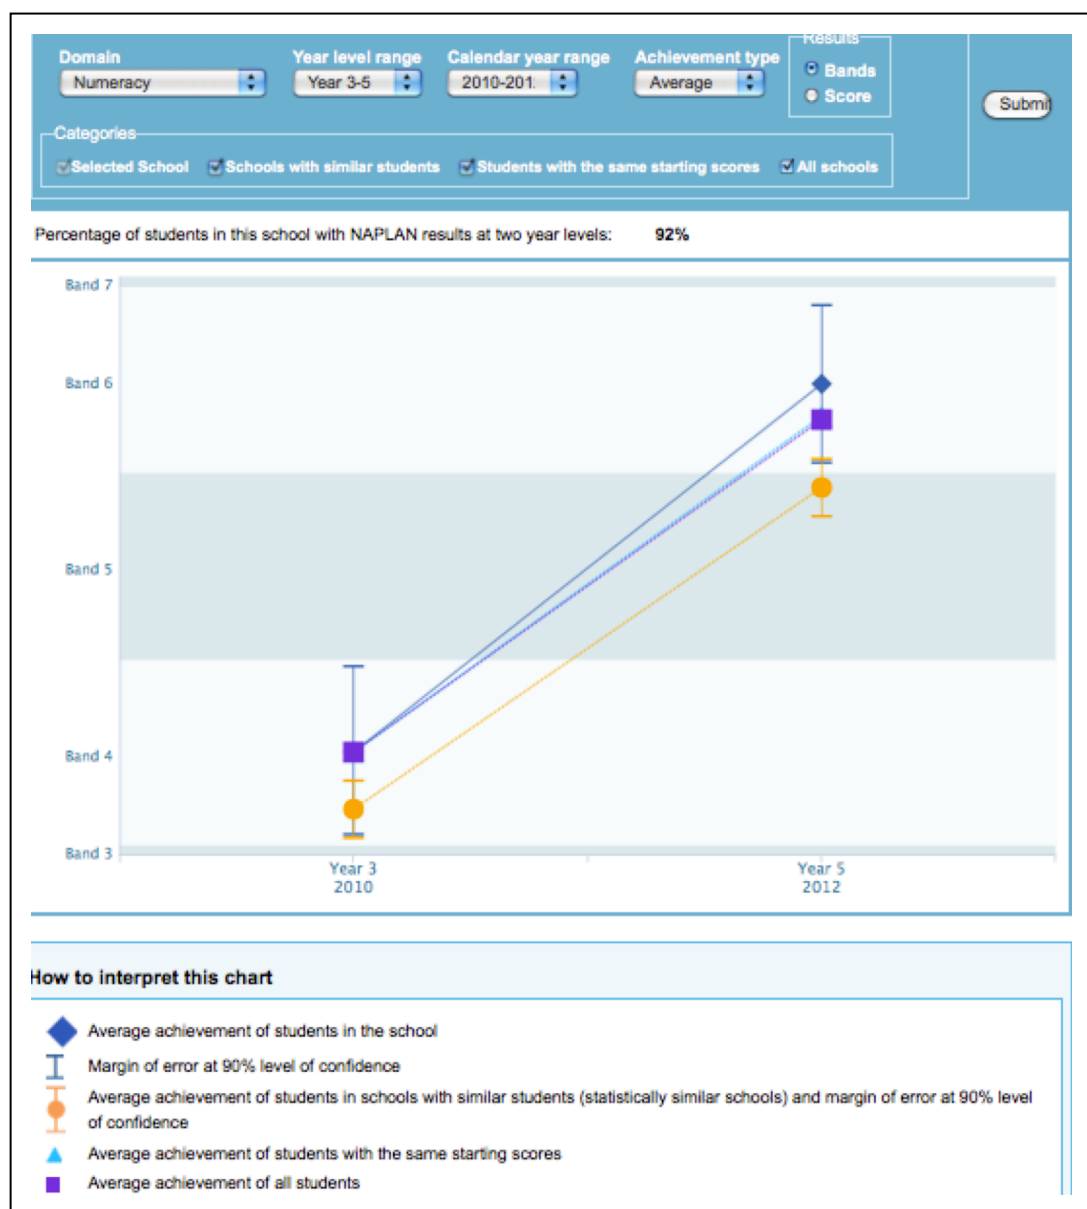 Domain Year level range Calendar year range Achievement type Results
Numeracy Year 3-5 2010-201: Average Bands
Score
Submit
Categories
Selected School Schools with similar students Students with the same starting scores All schools
Percentage of students in this school with NAPLAN results at two year levels: 92%
Band 7
Band 6
Band 5
Band 4
Band 3
Year 3 Year 5
2010 2012
How to interpret this chart
Average achievement of students in the school
Margin of error at 90% level of confidence
Average achievement of students in schools with similar students (statistically similar schools) and margin of error at 90% level
of confidence
Average achievement of students with the same starting scores
Average achievement of all students